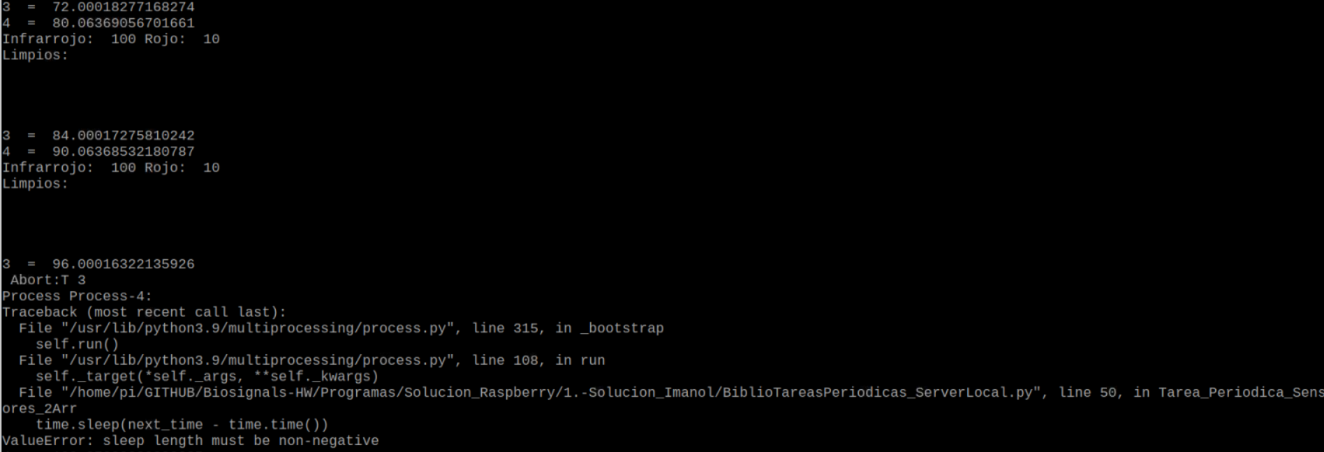 3  =  72.00018277168274
4  =  80.06369056701661
Infrarrojo:  100 Rojo:  10
Limpios:
3  =  84.00017275810242
4  =  90.06368532180787
Infrarrojo:  100 Rojo:  10
Limpios:
3  =  96.00016322135926
 Abort:T 3
Process Process-4:
Traceback (most recent call last):
  File "/usr/lib/python3.9/multiprocessing/process.py", line 315, in _bootstrap
    self.run()
  File "/usr/lib/python3.9/multiprocessing/process.py", line 108, in run
    self._target(*self._args, **self._kwargs)
  File "/home/pi/GITHUB/Biosignals-HW/Programas/Solucion_Raspberry/1.-Solucion_Imanol/BiblioTareasPeriodicas_ServerLocal.py", line 50, in Tarea_Periodica_Sens
ores_2Arr
    time.sleep(next_time - time.time())
ValueError: sleep length must be non-negative